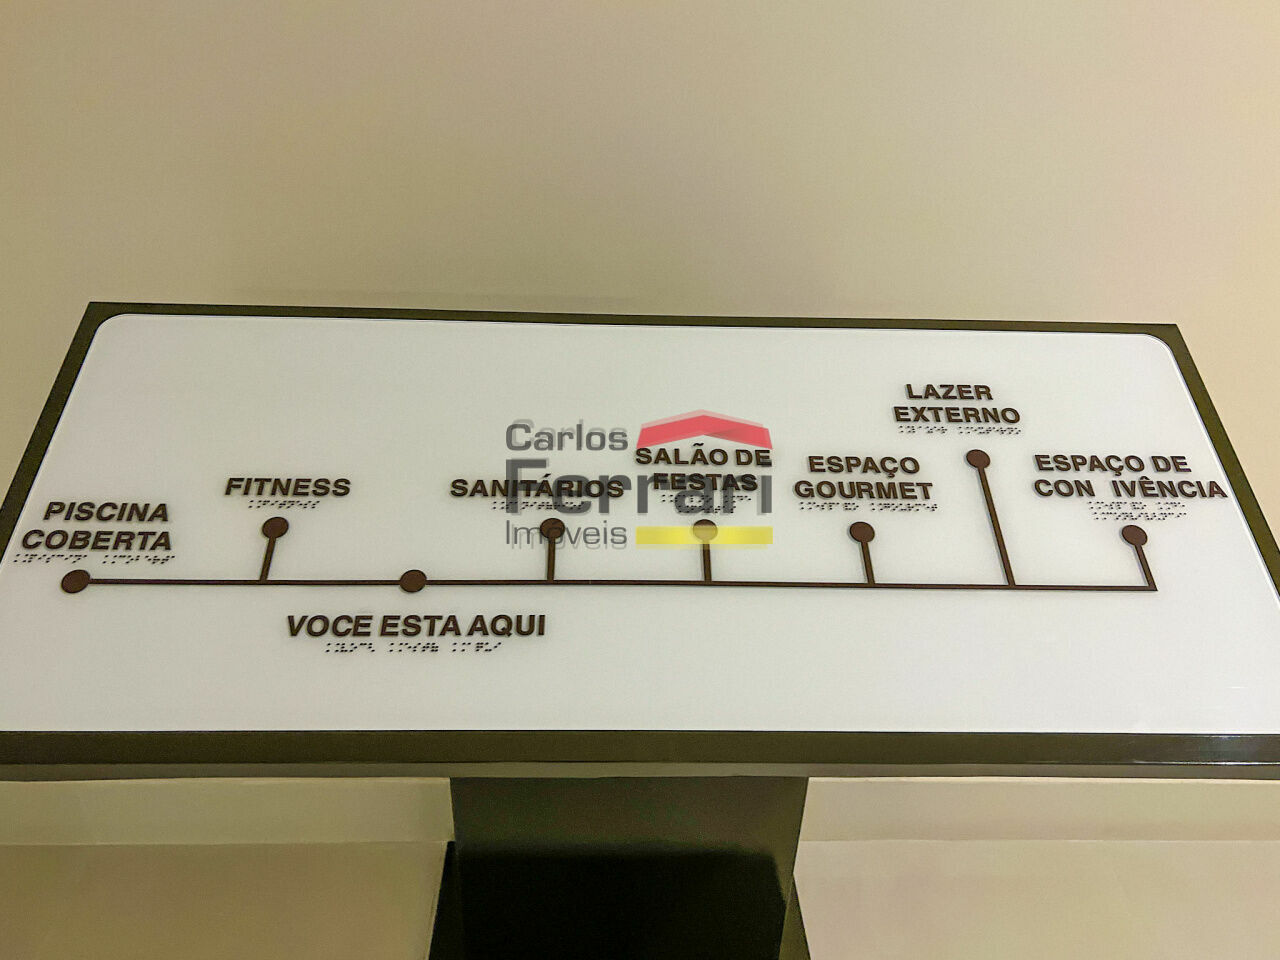 LAZER
EXTERNO
Carlos
Ferrari
Imóveis
SALÃO DE
FESTAS
ESPAÇO
GOURMET
ESPAÇO DE
CON IVÊNCIA
FITNESS
SANITÁRIOS
PISCINA
COBERTA
VOCE ESTA AQUI